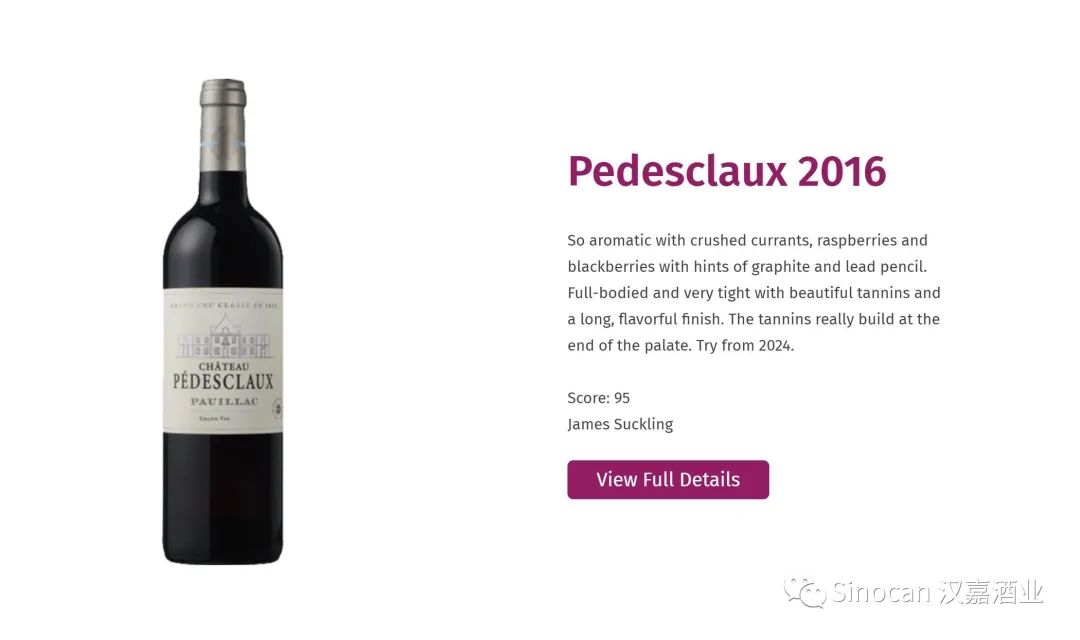 GRAND CRU CLASSÉ EN 1855
CHÂTEAU
PÉDESCLAUX
PAUILLAC
GRAND VIN
Pedesclaux 2016
So aromatic with crushed currants, raspberries and
blackberries with hints of graphite and lead pencil.
Full-bodied and very tight with beautiful tannins and
a long, flavorful finish. The tannins really build at the
end of the palate. Try from 2024.
Score: 95
James Suckling
View Full Details
Sinocan 汉嘉酒业